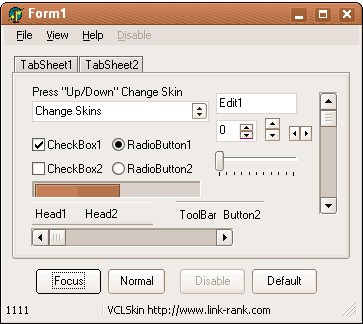 Form1
File View Help Disable
TabSheet1 TabSheet2
Press "Up/Down" Change Skin
Change Skins
Edit1
0
CheckBox1 RadioButton1
CheckBox2 RadioButton2
Head1 Head2 ToolBar Button2
Focus Normal Disable Default
1111 VCLSkin http://www.link-rank.com